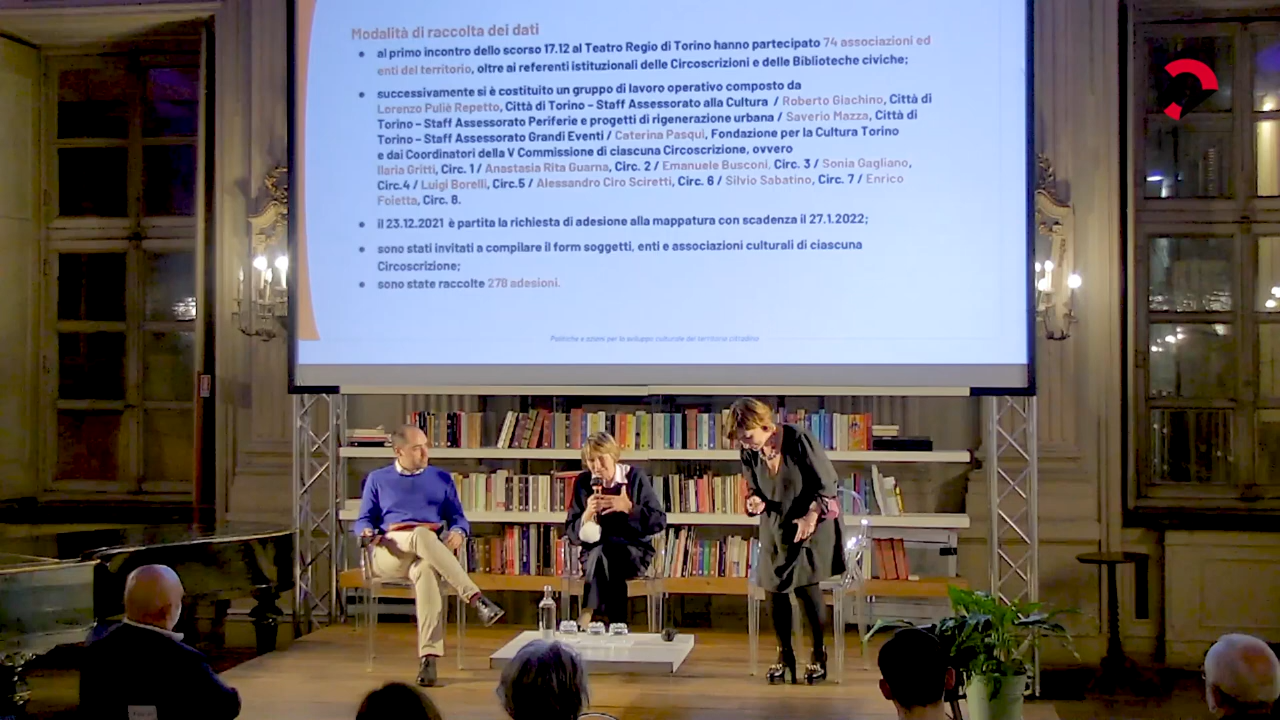 Modalità di raccolta dei dati
• al primo incontro dello scorso 17.12 al Teatro Regio di Torino hanno partecipato 74 associazioni ed
enti del territorio, oltre ai referenti istituzionali delle Circoscrizioni e delle Biblioteche civiche;
• successivamente si è costituito un gruppo di lavoro operativo composto da
Lorenzo Puliè Repetto, Città di Torino – Staff Assessorato alla Cultura / Roberto Giachino, Città di
Torino – Staff Assessorato Periferie e progetti di rigenerazione urbana / Saverio Mazza, Città di
Torino – Staff Assessorato Grandi Eventi / Caterina Pasqui, Fondazione per la Cultura Torino
e dai Coordinatori della V Commissione di ciascuna Circoscrizione, ovvero
Ilaria Gritti, Circ. 1 / Anastasia Rita Guarna, Circ. 2 / Emanuele Busconi, Circ. 3 / Sonia Gagliano,
Circ.4 / Luigi Borelli, Circ.5 / Alessandro Ciro Sciretti, Circ. 6 / Silvio Sabatino, Circ. 7 / Enrico
Foietta, Circ. 8.
• il 23.12.2021 è partita la richiesta di adesione alla mappatura con scadenza il 27.1.2022;
• sono stati invitati a compilare il form soggetti, enti e associazioni culturali di ciascuna
Circoscrizione;
• sono state raccolte 278 adesioni.
Politiche e azioni per lo sviluppo culturale del territorio cittadino